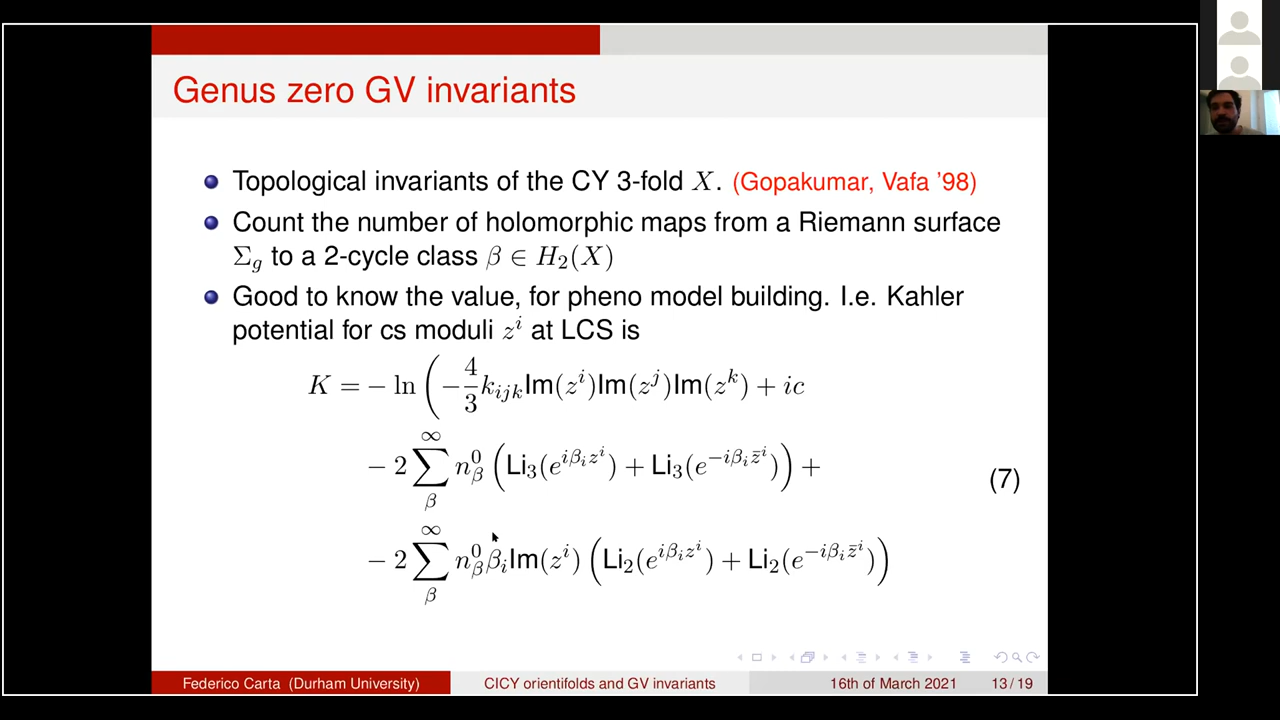 Genus zero GV invariants
Topological invariants of the CY 3-fold X. (Gopakumar, Vafa '98)
Count the number of holomorphic maps from a Riemann surface
Σ_g to a 2-cycle class β ∈ H_2(X)
Good to know the value, for pheno model building. I.e. Kahler
potential for cs moduli z^i at LCS is
K = − ln ( −4/3 k_{ijk} Im(z^i) Im(z^j) Im(z^k) + ic
− 2 ∑_β^∞ n_β^0 ( Li_3(e^{iβ_i z^i}) + Li_3(e^{−iβ_i z̄^i}) ) +
(7)
− 2 ∑_β^∞ n_β^0 β_i Im(z^i) ( Li_2(e^{iβ_i z^i}) + Li_2(e^{−iβ_i z̄^i}) )
Federico Carta (Durham University) CICY orientifolds and GV invariants 16th of March 2021 13 / 19